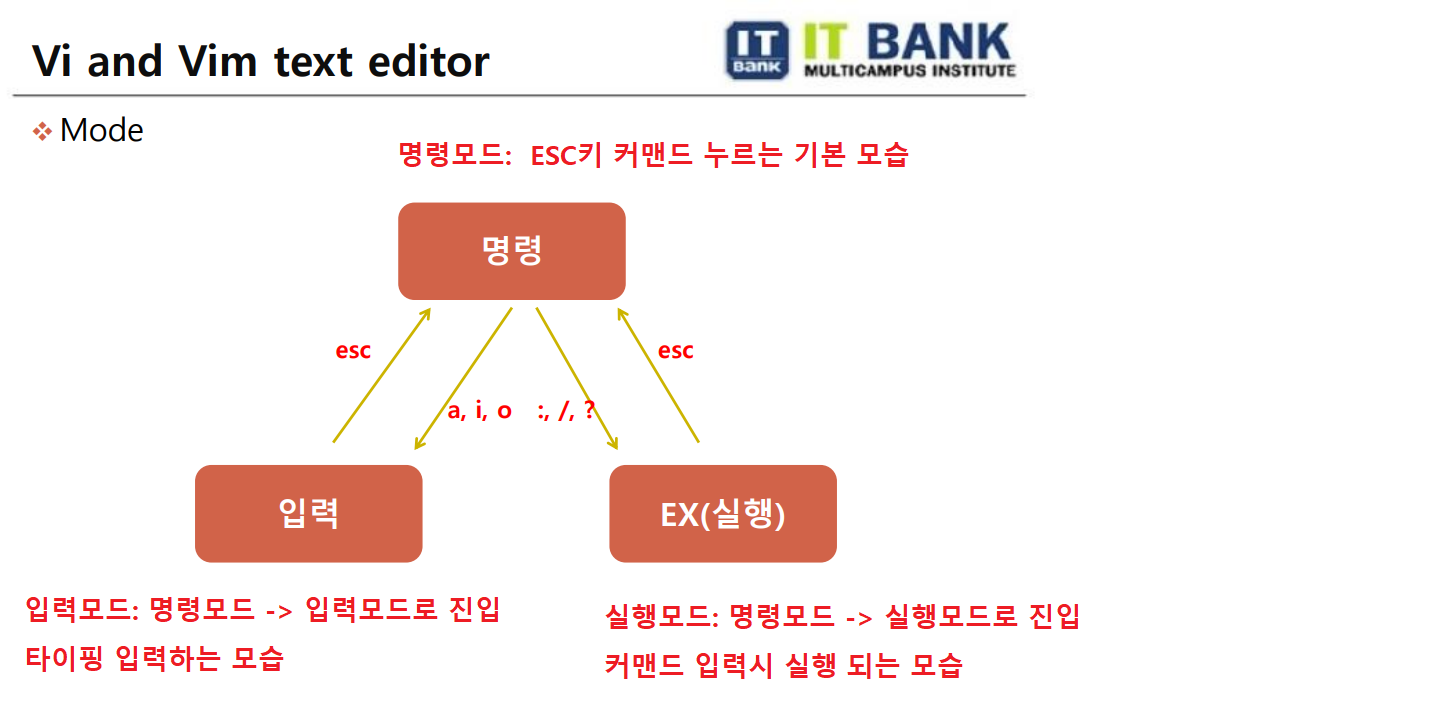 Vi and Vim text editor
IT Bank
IT BANK
MULTICAMPUS INSTITUTE
Mode
명령모드: ESC키 커맨드 누르는 기본 모습
명령
esc
esc
a, i, o
:, /, ?
입력
EX(실행)
입력모드: 명령모드 -> 입력모드로 진입
타이핑 입력하는 모습
실행모드: 명령모드 -> 실행모드로 진입
커맨드 입력시 실행 되는 모습